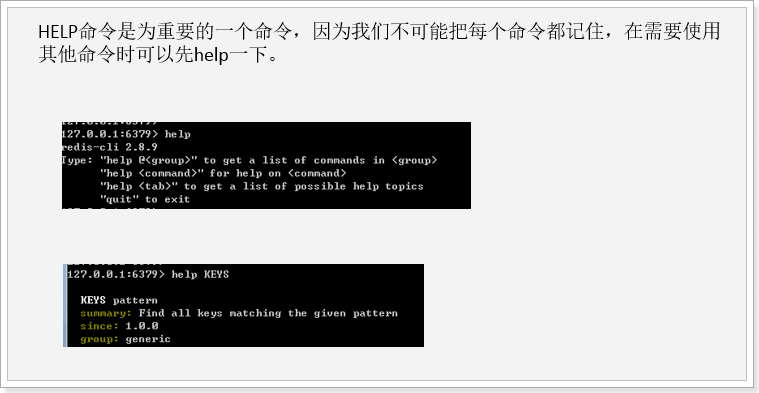 HELP命令是为重要的一个命令，因为我们不可能把每个命令都记住，在需要使用
其他命令时可以先help一下。
127.0.0.1:6379> help
redis-cli 2.8.9
Type: "help @<group>" to get a list of commands in <group>
"help <command>" for help on <command>
"help <tab>" to get a list of possible help topics
"quit" to exit
127.0.0.1:6379> help KEYS
KEYS pattern
summary: Find all keys matching the given pattern
since: 1.0.0
group: generic